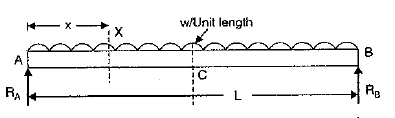 w/Unit length
x X
A B
C
R_A L R_B